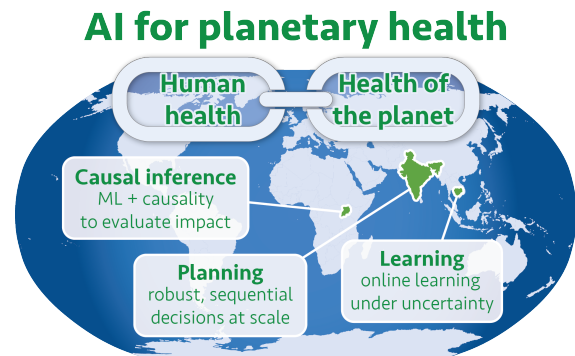 AI for planetary health
Human
health
Health of
the planet
Causal inference
ML + causality
to evaluate impact
Planning
robust, sequential
decisions at scale
Learning
online learning
under uncertainty